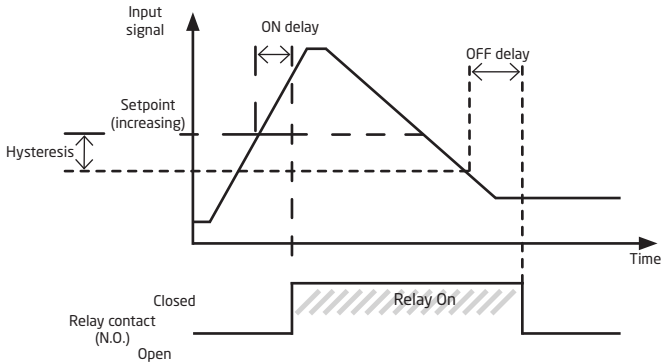 Input
signal
ON delay
OFF delay
Setpoint
(increasing)
Hysteresis
Time
Closed
Relay On
Relay contact
(N.O.)
Open